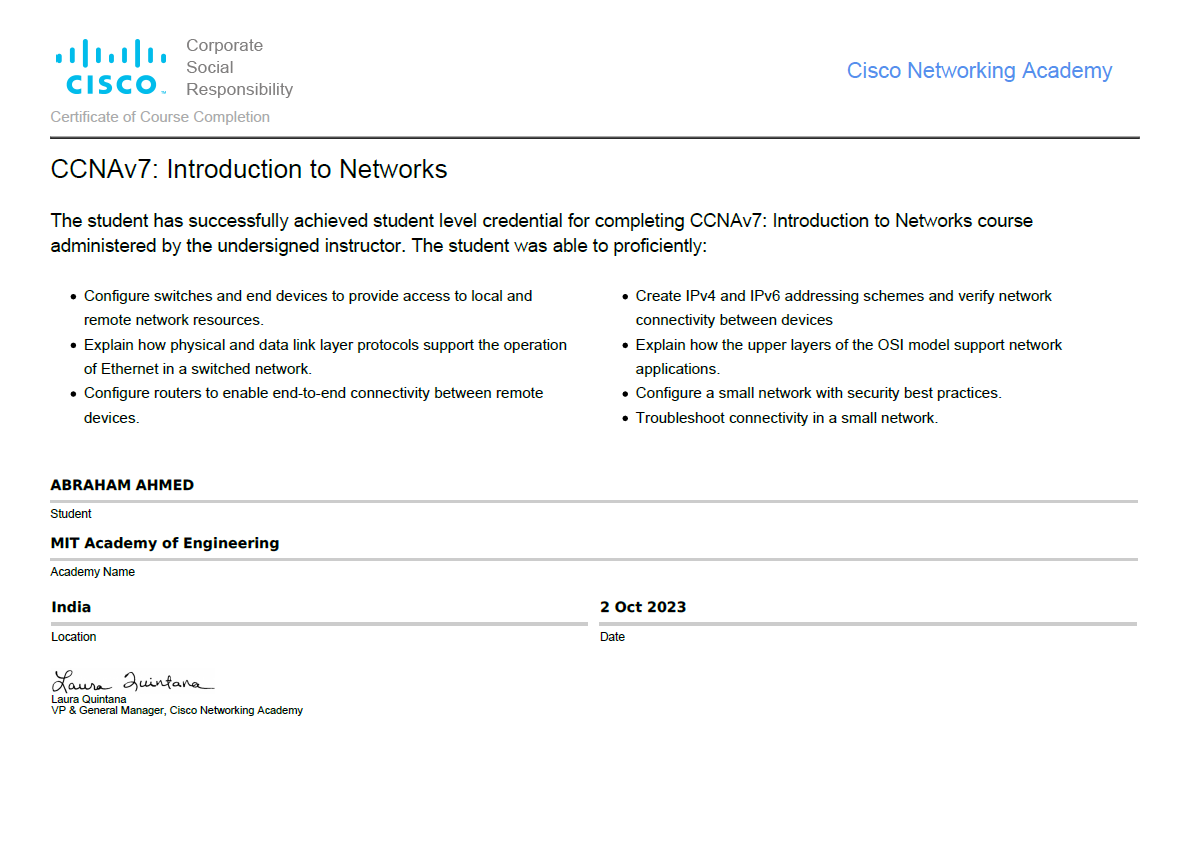 Corporate
Social
Responsibility
CISCO™
Cisco Networking Academy
Certificate of Course Completion
CCNAv7: Introduction to Networks
The student has successfully achieved student level credential for completing CCNAv7: Introduction to Networks course
administered by the undersigned instructor. The student was able to proficiently:
• Configure switches and end devices to provide access to local and
remote network resources.
• Explain how physical and data link layer protocols support the operation
of Ethernet in a switched network.
• Configure routers to enable end-to-end connectivity between remote
devices.
• Create IPv4 and IPv6 addressing schemes and verify network
connectivity between devices
• Explain how the upper layers of the OSI model support network
applications.
• Configure a small network with security best practices.
• Troubleshoot connectivity in a small network.
ABRAHAM AHMED
Student
MIT Academy of Engineering
Academy Name
India
Location
2 Oct 2023
Date
Laura Quintana
Laura Quintana
VP & General Manager, Cisco Networking Academy